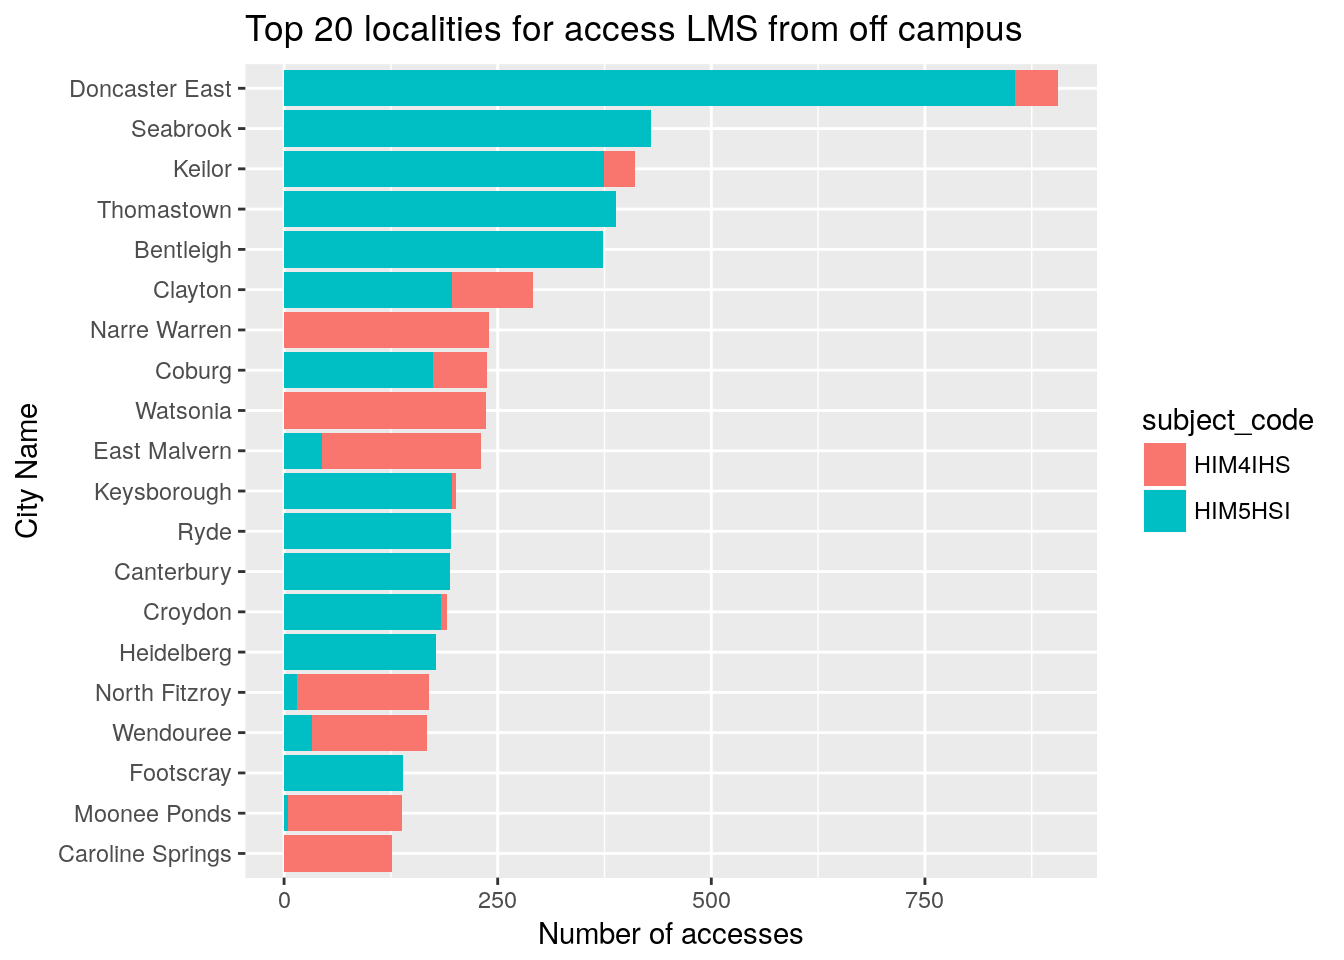 Top 20 localities for access LMS from off campus
City Name
Doncaster East
Seabrook
Keilor
Thomastown
Bentleigh
Clayton
Narre Warren
Coburg
Watsonia
East Malvern
Keysborough
Ryde
Canterbury
Croydon
Heidelberg
North Fitzroy
Wendouree
Footscray
Moonee Ponds
Caroline Springs
0 250 500 750
Number of accesses
subject_code
HIM4IHS
HIM5HSI